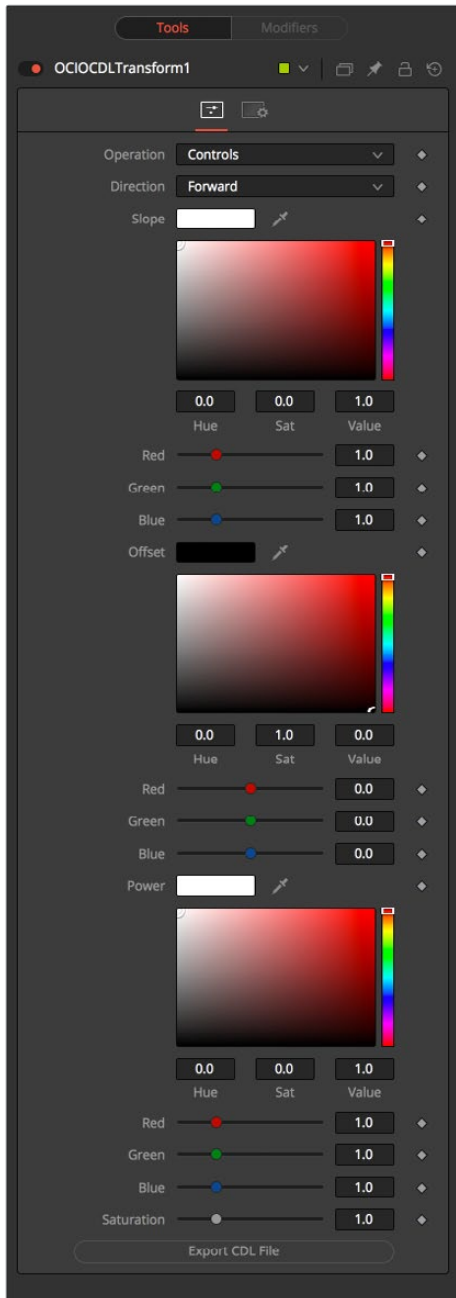 Tools Modifiers
OCIOCDLTransform1
Operation Controls
Direction Forward
Slope
0.0 0.0 1.0
Hue Sat Value
Red 1.0
Green 1.0
Blue 1.0
Offset
0.0 1.0 0.0
Hue Sat Value
Red 0.0
Green 0.0
Blue 0.0
Power
0.0 0.0 1.0
Hue Sat Value
Red 1.0
Green 1.0
Blue 1.0
Saturation 1.0
Export CDL File